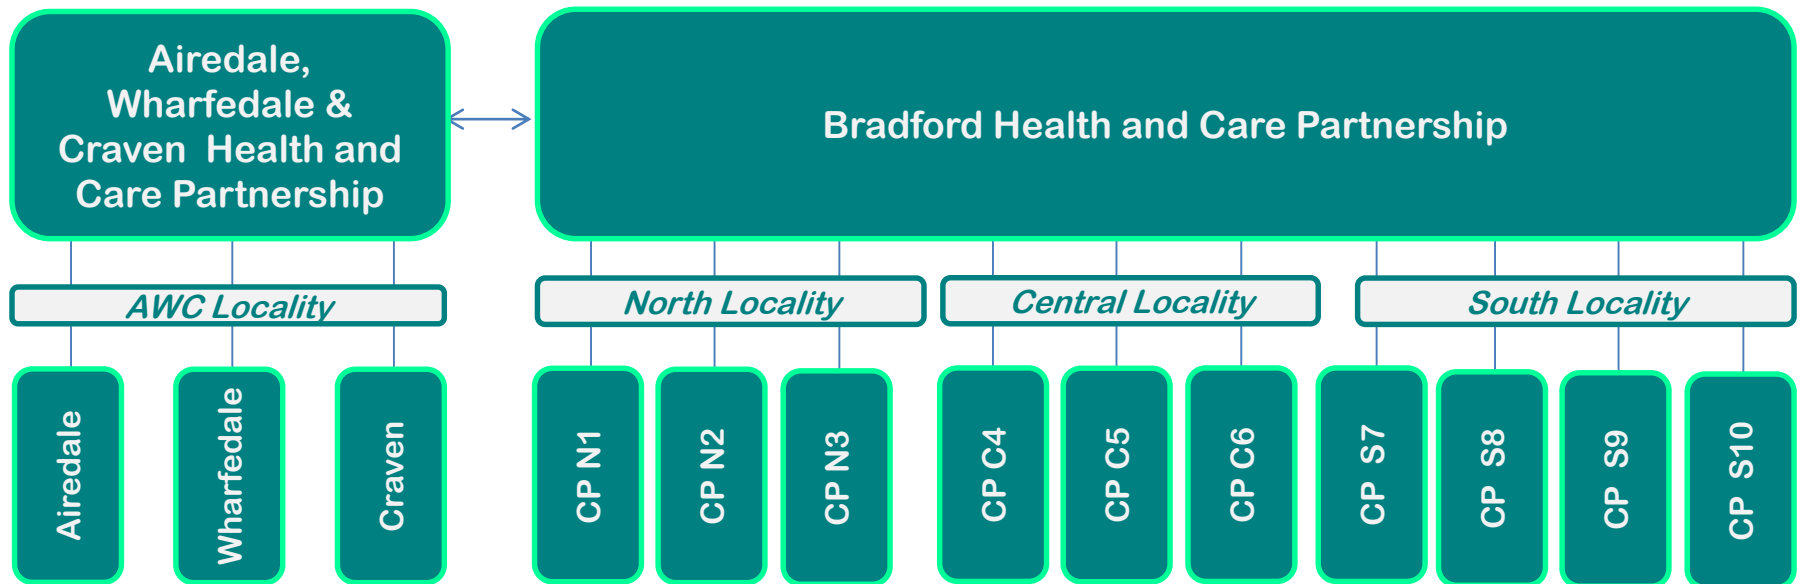 Airedale,
Wharfedale &
Craven Health and
Care Partnership
Bradford Health and Care Partnership
AWC Locality
North Locality
Central Locality
South Locality
Airedale
Wharfedale
Craven
CP N1
CP N2
CP N3
CP C4
CP C5
CP C6
CP S7
CP S8
CP S9
CP S10